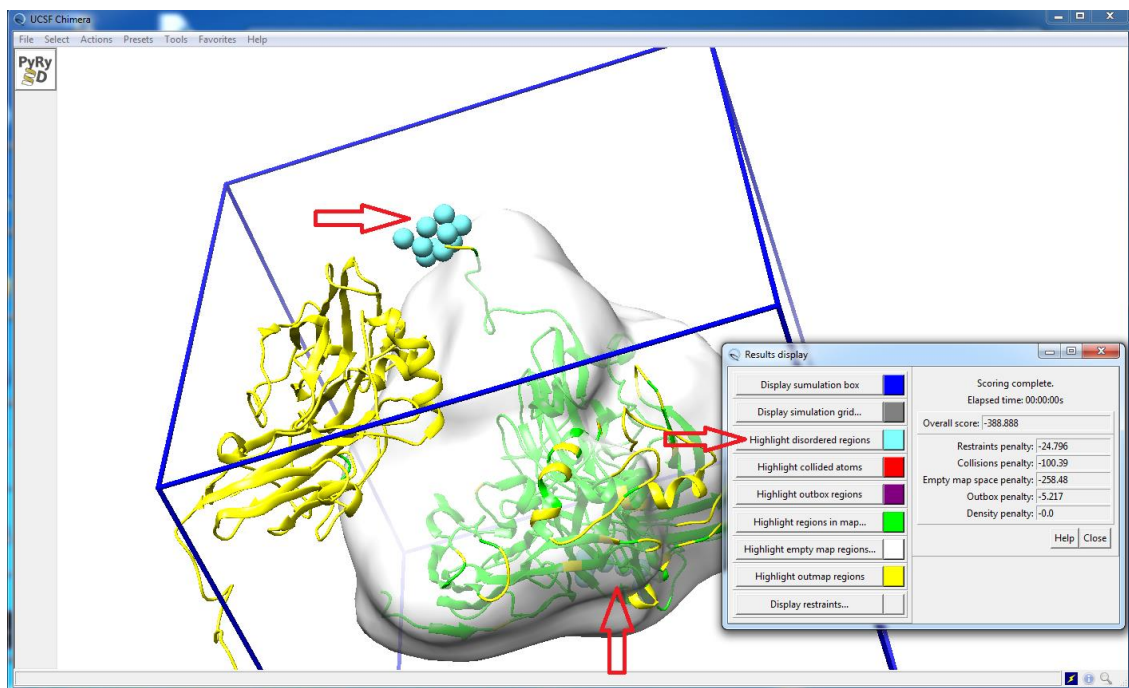 UCSF Chimera
File Select Actions Presets Tools Favorites Help
PyRy
3D
Results display
Display sumulation box
Display simulation grid...
Highlight disordered regions
Highlight collided atoms
Highlight outbox regions
Highlight regions in map...
Highlight empty map regions...
Highlight outmap regions
Display restraints...
Scoring complete.
Elapsed time: 00:00:00s
Overall score: -388.888
Restraints penalty: -24.796
Collisions penalty: -100.39
Empty map space penalty: -258.48
Outbox penalty: -5.217
Density penalty: -0.0
Help Close